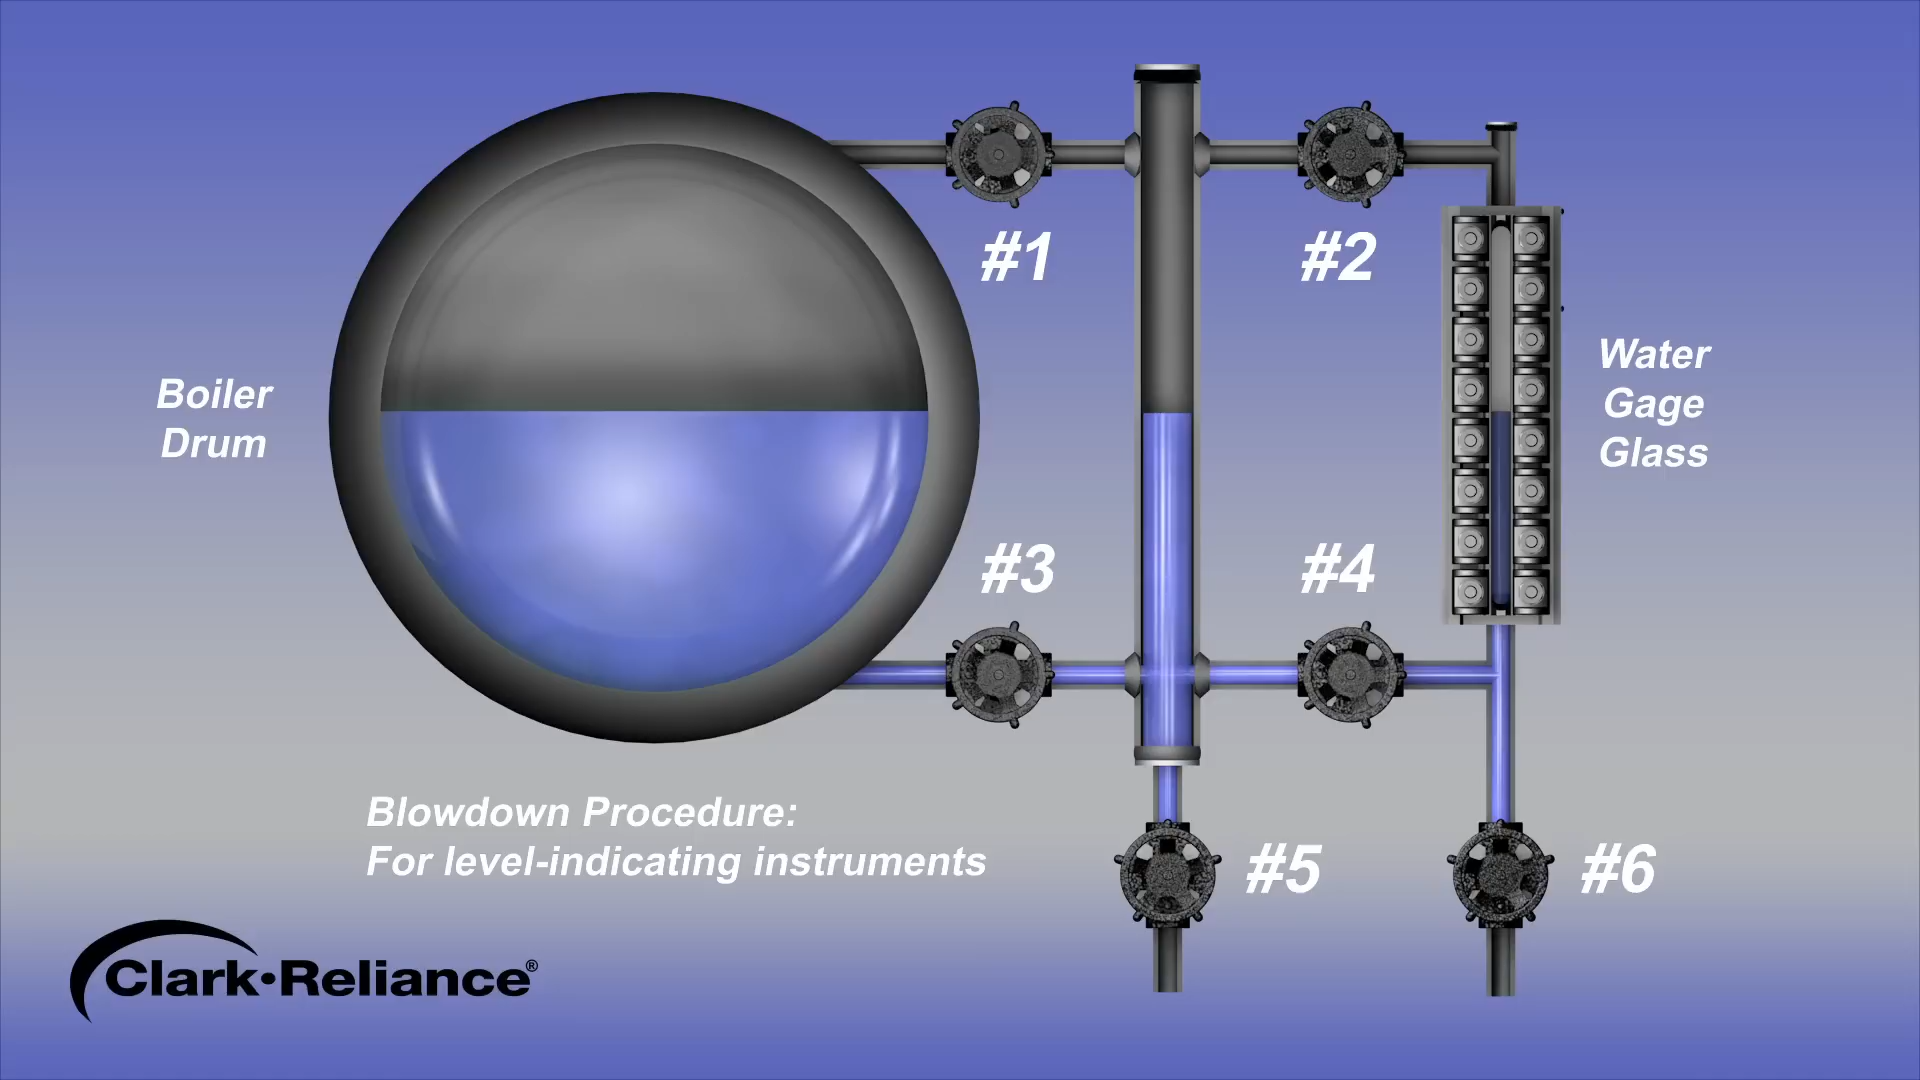 #1
#2
Boiler
Drum
Water
Gage
Glass
#3
#4
Blowdown Procedure:
For level-indicating instruments
#5
#6
Clark·Reliance®